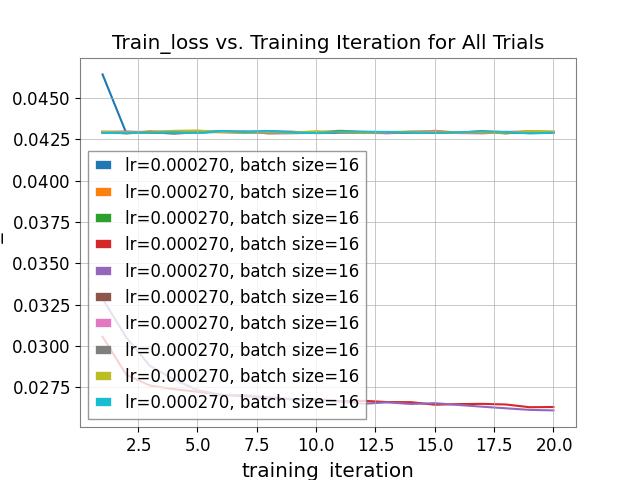 Train_loss vs. Training Iteration for All Trials
0.0450
0.0425
0.0400
0.0375
0.0350
0.0325
0.0300
0.0275
lr=0.000270, batch size=16
lr=0.000270, batch size=16
lr=0.000270, batch size=16
lr=0.000270, batch size=16
lr=0.000270, batch size=16
lr=0.000270, batch size=16
lr=0.000270, batch size=16
lr=0.000270, batch size=16
lr=0.000270, batch size=16
lr=0.000270, batch size=16
2.5 5.0 7.5 10.0 12.5 15.0 17.5 20.0
training_iteration